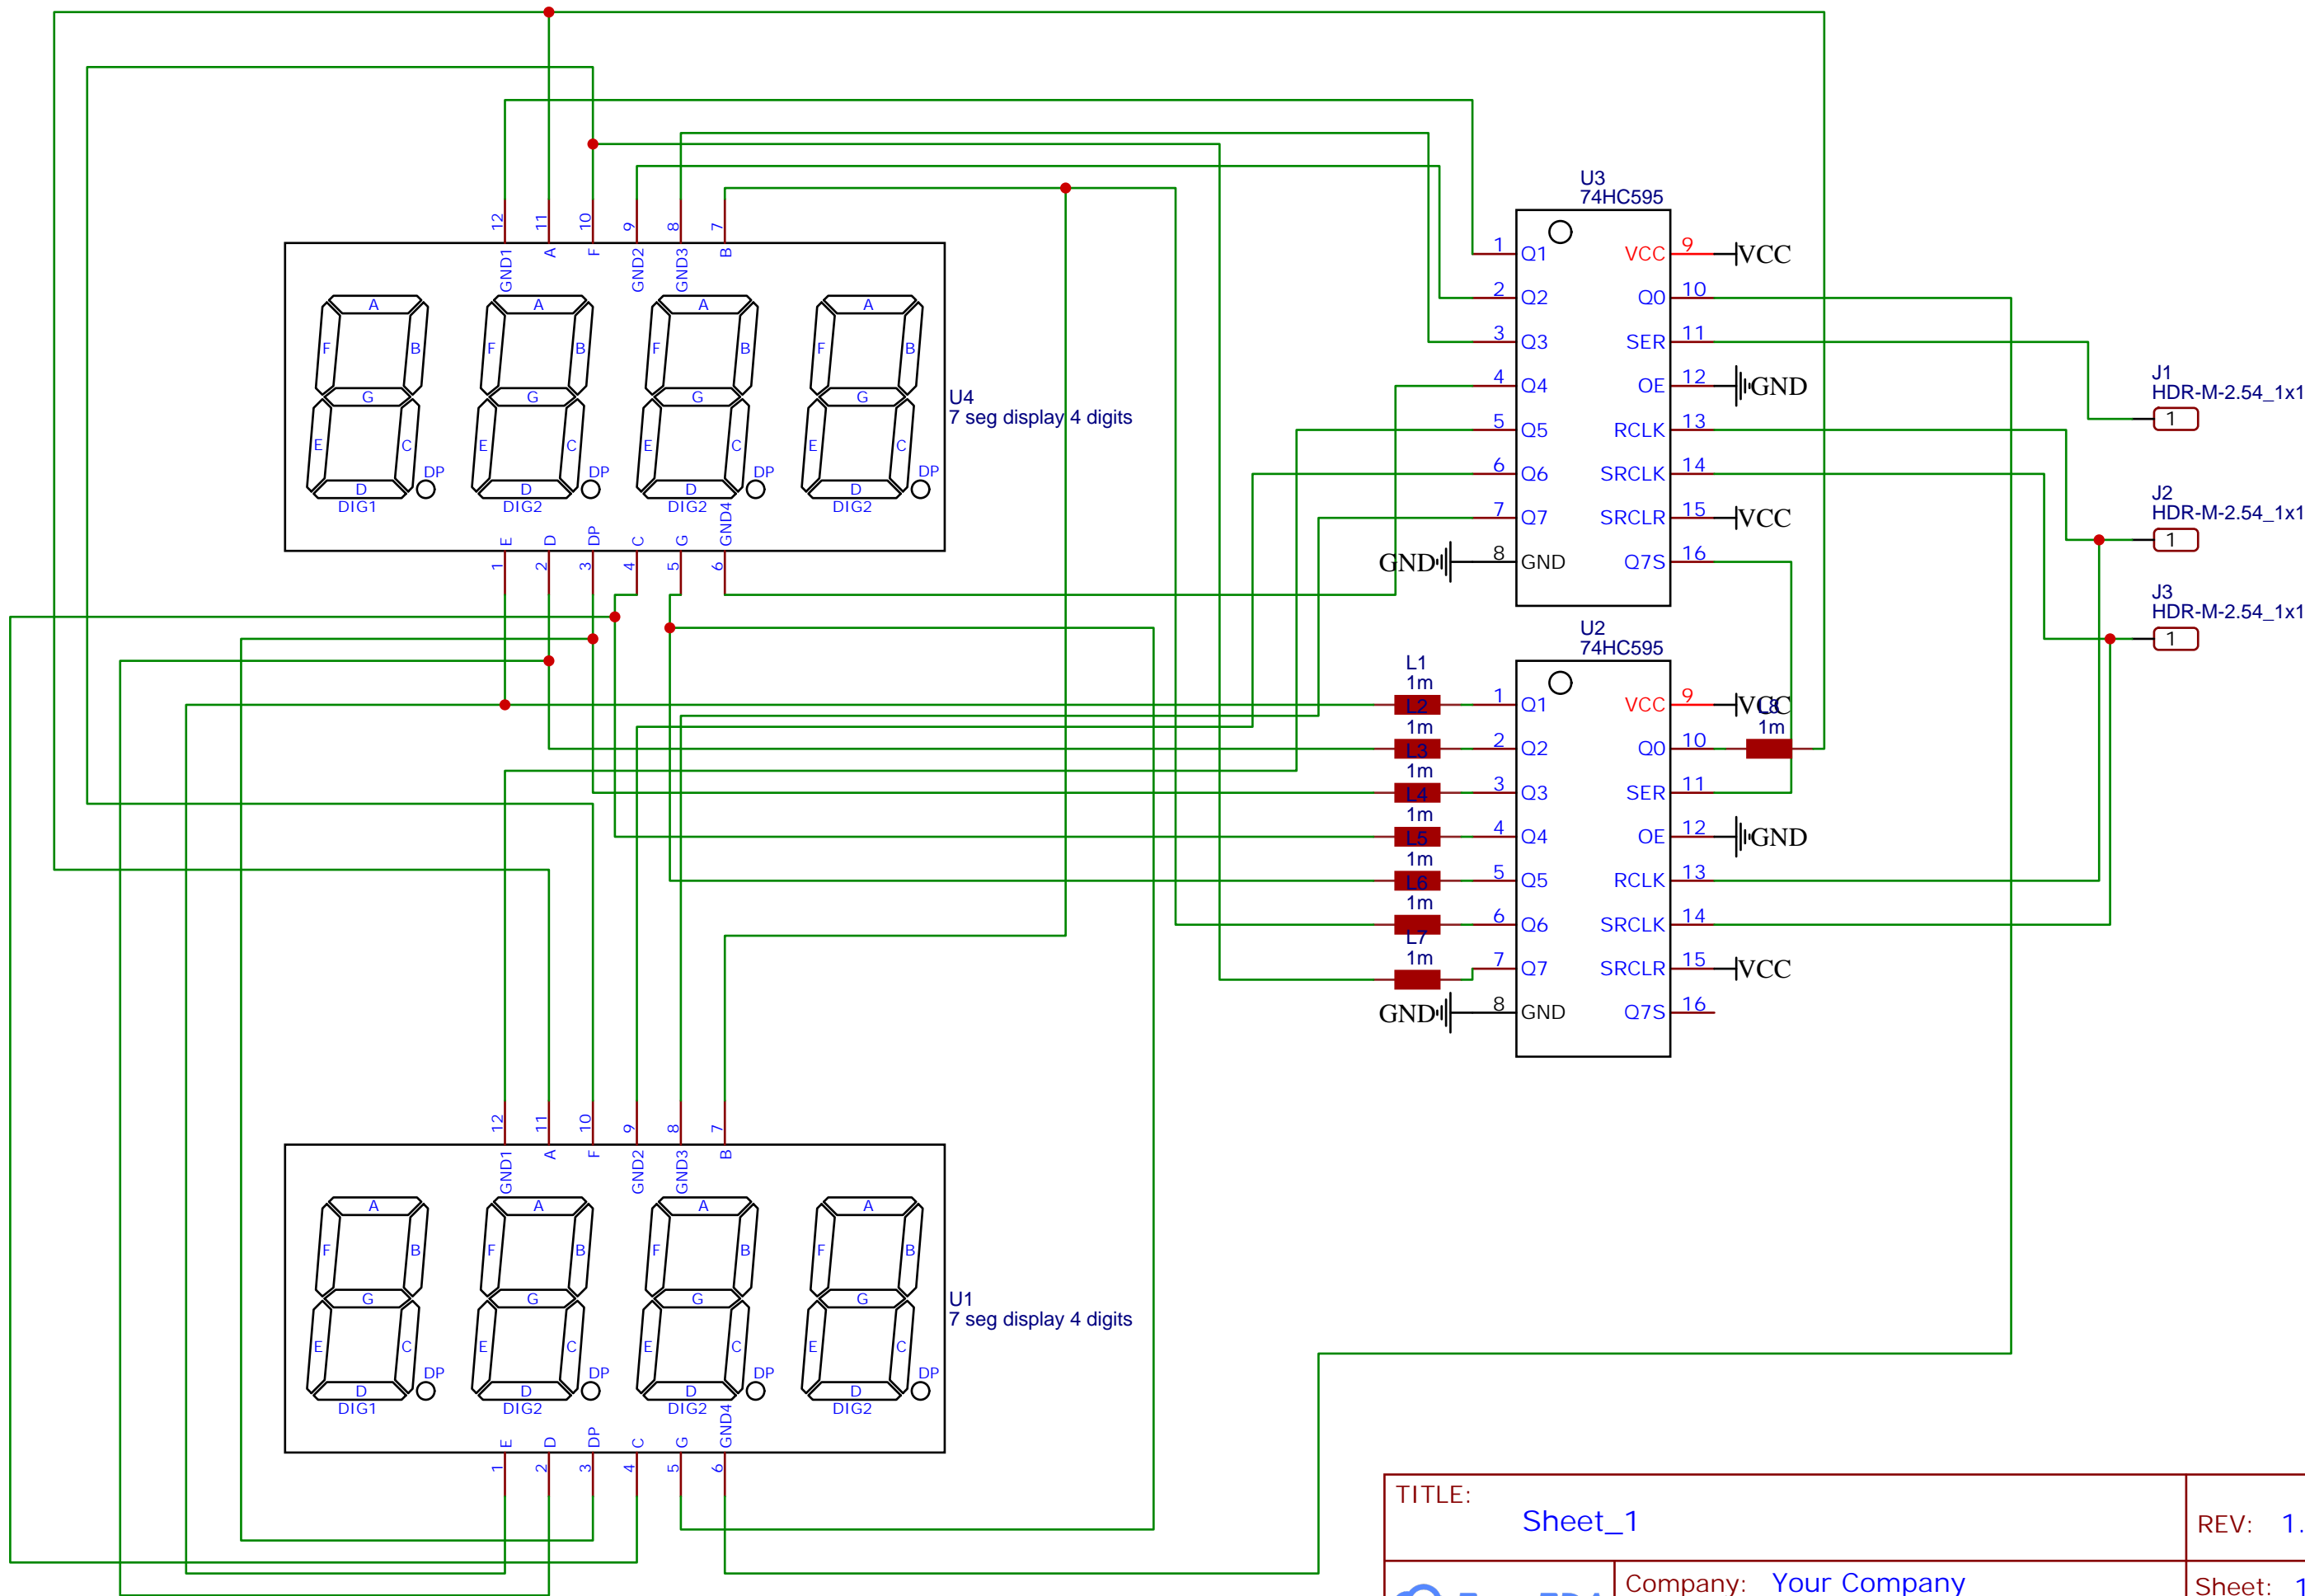 12
11
10
9
8
7
GND1
A
F
GND2
GND3
B
A
A
A
A
F
B
F
B
F
B
F
B
G
G
G
G
E
C
E
C
E
C
E
C
D
DP
D
DP
D
DP
D
DP
DIG1
DIG2
DIG2
DIG2
E
D
DP
C
G
GND4
1
2
3
4
5
6
U4
7 seg display 4 digits
U3
74HC595
1 Q1 VCC 9 VCC
2 Q2 Q0 10
3 Q3 SER 11
4 Q4 OE 12 GND
5 Q5 RCLK 13
6 Q6 SRCLK 14
7 Q7 SRCLR 15 VCC
GND 8 GND Q7S 16
J1
HDR-M-2.54_1x1
1
J2
HDR-M-2.54_1x1
1
J3
HDR-M-2.54_1x1
1
U2
74HC595
L1
1m
L2
1m
L3
1m
L4
1m
L5
1m
L6
1m
L7
1m
L8
1m
1 Q1 VCC 9 VCC
2 Q2 Q0 10
3 Q3 SER 11
4 Q4 OE 12 GND
5 Q5 RCLK 13
6 Q6 SRCLK 14
7 Q7 SRCLR 15 VCC
GND 8 GND Q7S 16
12
11
10
9
8
7
GND1
A
F
GND2
GND3
B
A
A
A
A
F
B
F
B
F
B
F
B
G
G
G
G
E
C
E
C
E
C
E
C
D
DP
D
DP
D
DP
D
DP
DIG1
DIG2
DIG2
DIG2
E
D
DP
C
G
GND4
1
2
3
4
5
6
U1
7 seg display 4 digits
TITLE:
Sheet_1
REV: 1.
Company: Your Company
Sheet: 1